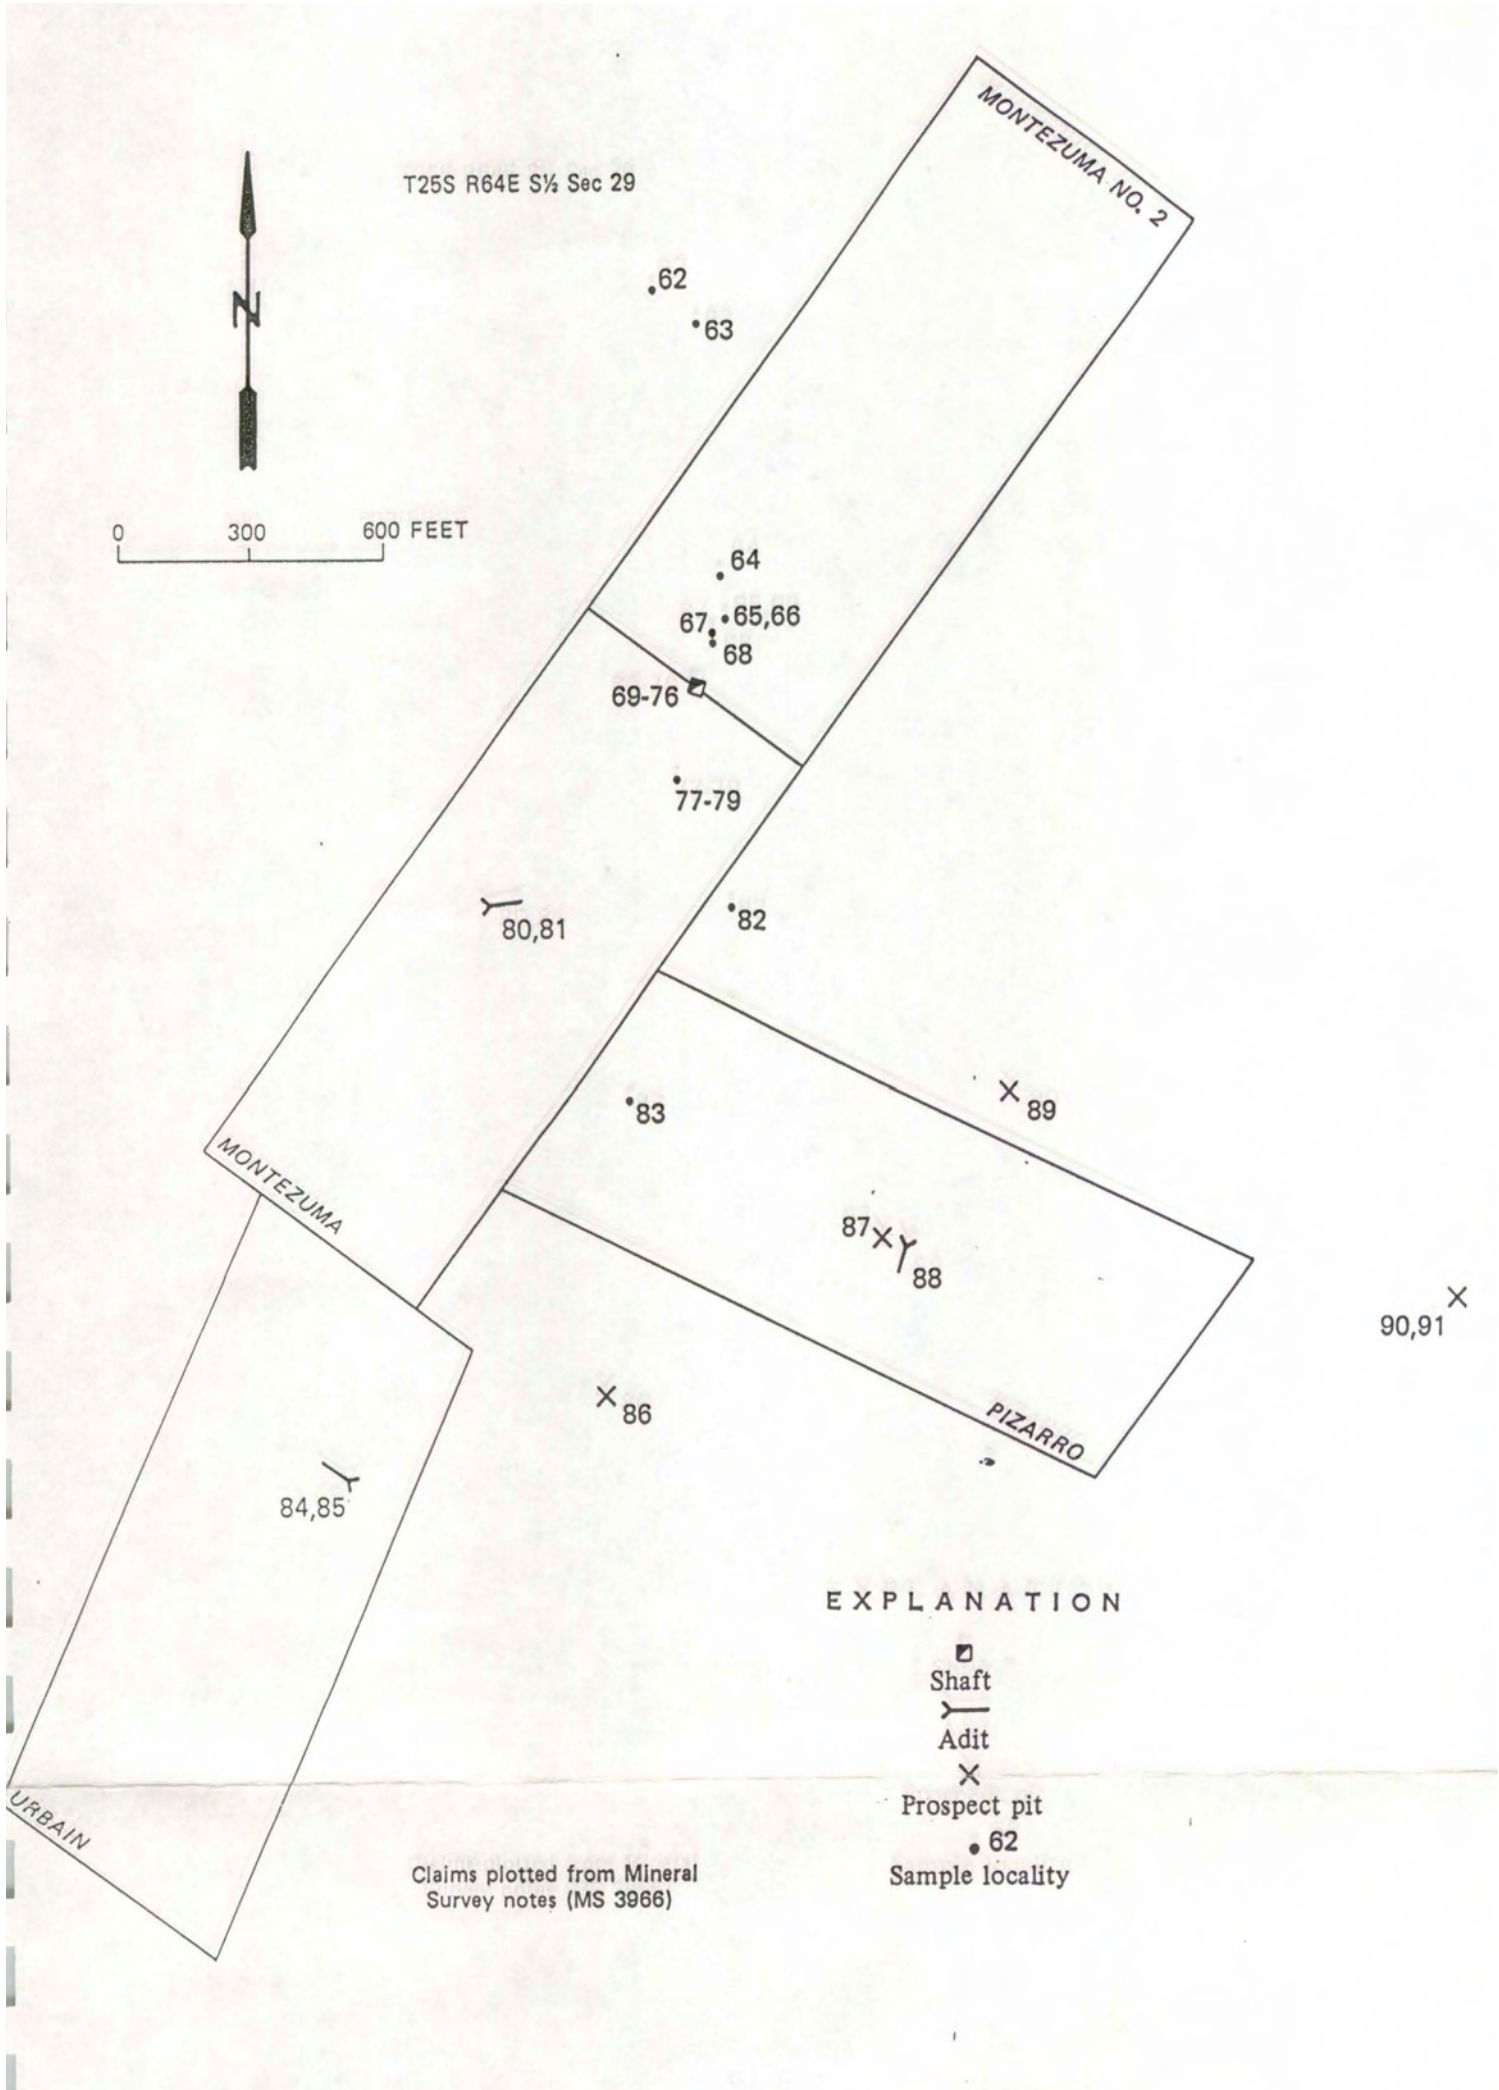 MONTEZUMA NO. 2
T25S R64E S½ Sec 29
62
63
N
0 300 600 FEET
64
65,66
67
68
69-76
77-79
80,81
82
83
89
MONTEZUMA
87
88
90,91
86
PIZARRO
84,85
EXPLANATION
Shaft
Adit
Prospect pit
62
Sample locality
URBAIN
Claims plotted from Mineral
Survey notes (MS 3966)